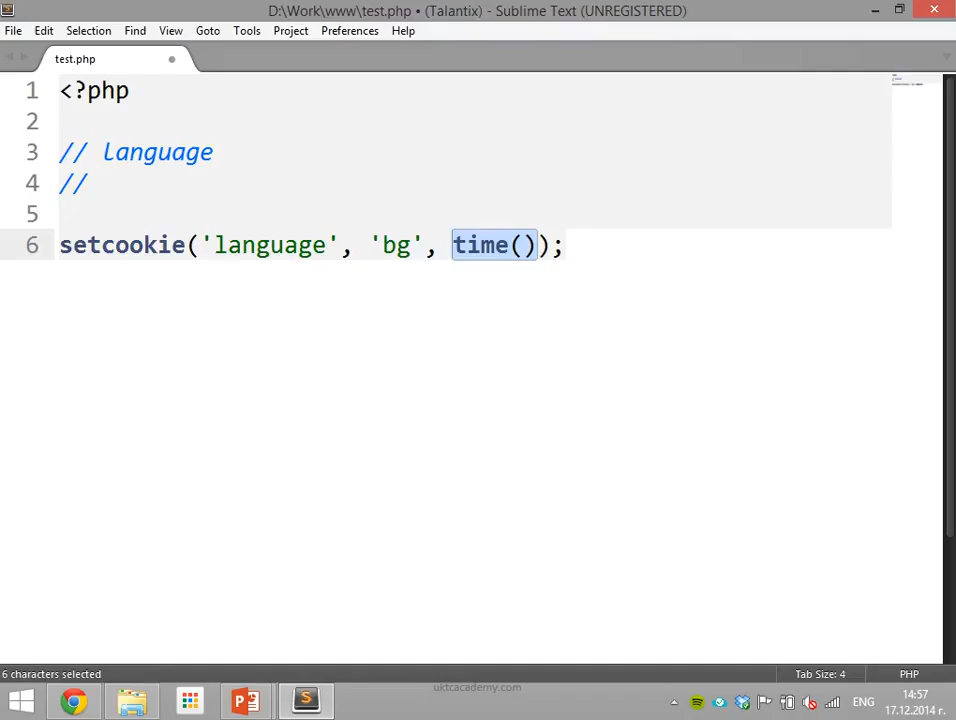 D:\Work\www\test.php • (Talantix) - Sublime Text (UNREGISTERED)
File Edit Selection Find View Goto Tools Project Preferences Help
test.php
1 <?php
2
3 // language
4 //
5
6 setcookie('language', 'bg', time());
6 characters selected
Tab Size: 4
PHP
uktcacademy.com
ЕНГ
14:57
17.12.2014 г.